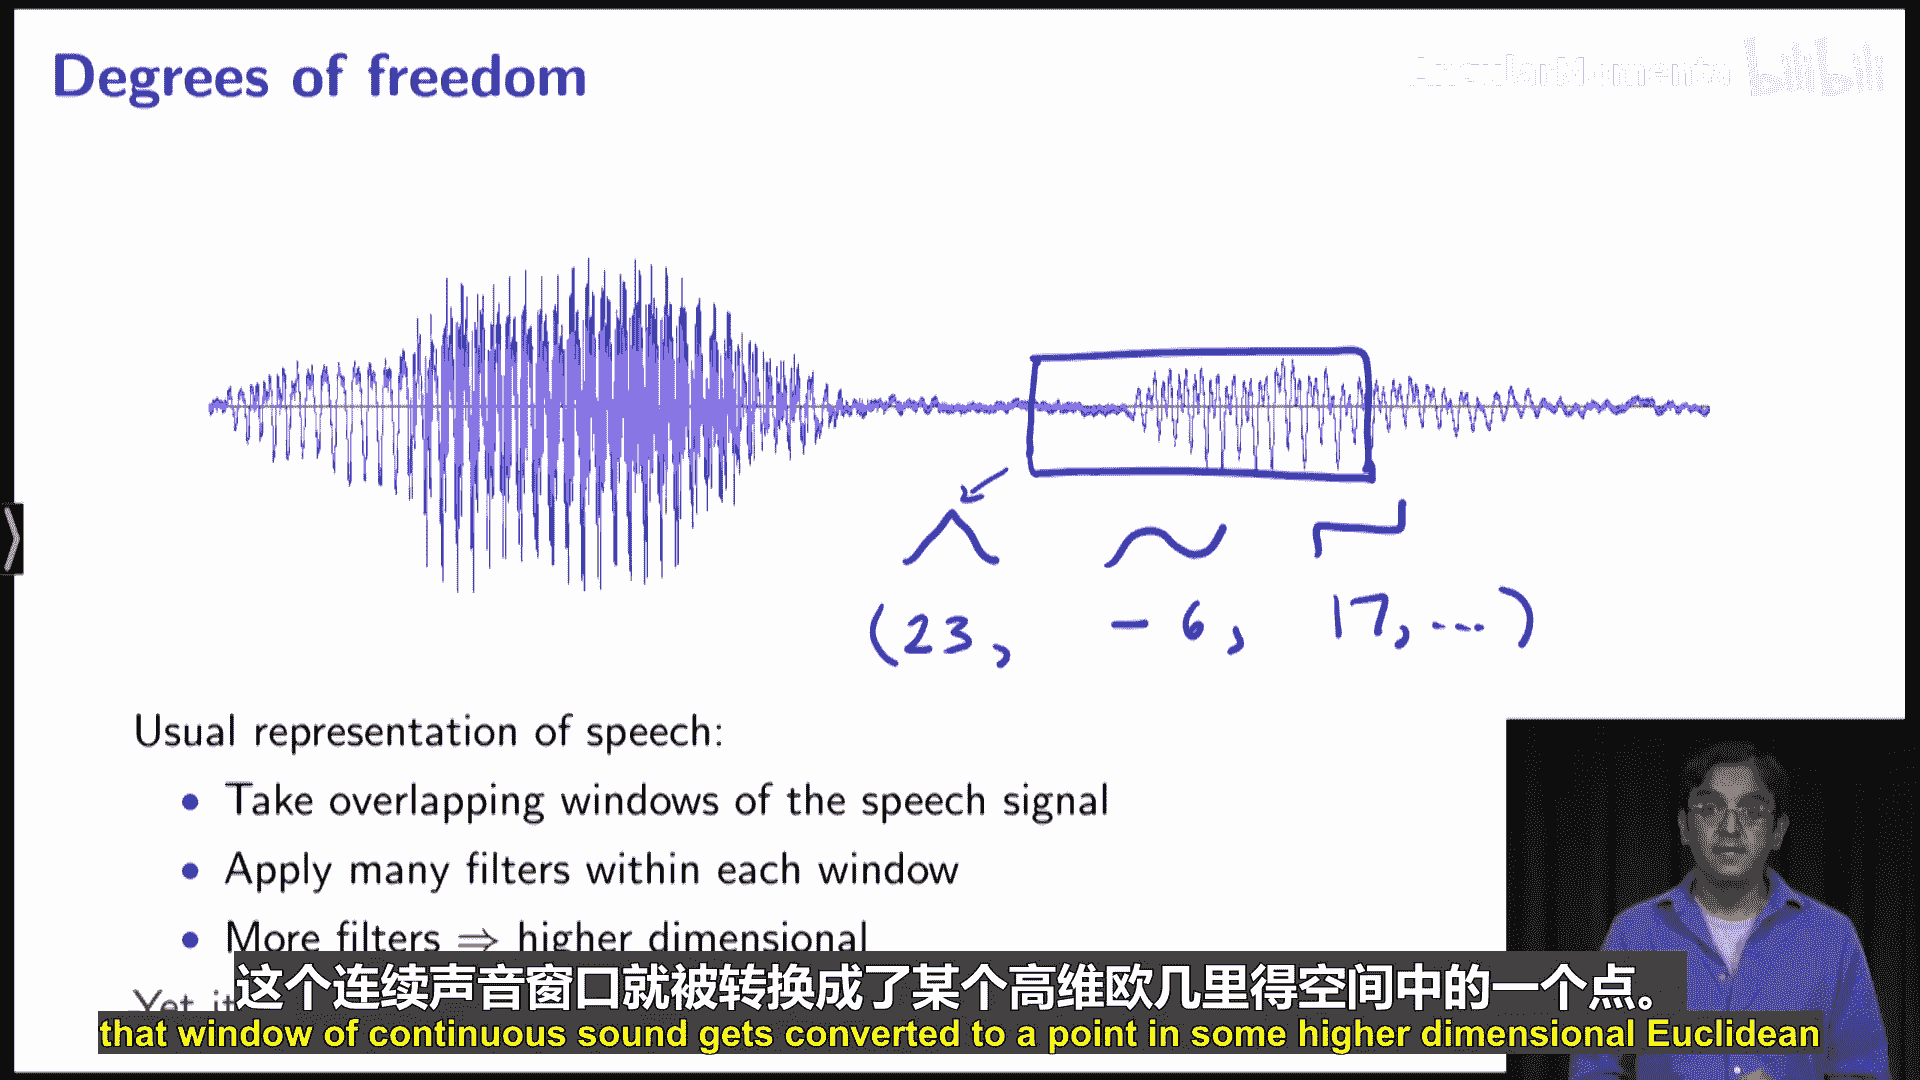 Degrees of freedom
bilibili
(23, - 6, 17, ...)
Usual representation of speech:
• Take overlapping windows of the speech signal
• Apply many filters within each window
• More filters ⇒ higher dimensional
Yet it
这个连续声音窗口就被转换成了某个高维欧几里得空间中的一个点。
that window of continuous sound gets converted to a point in some higher dimensional Euclidean